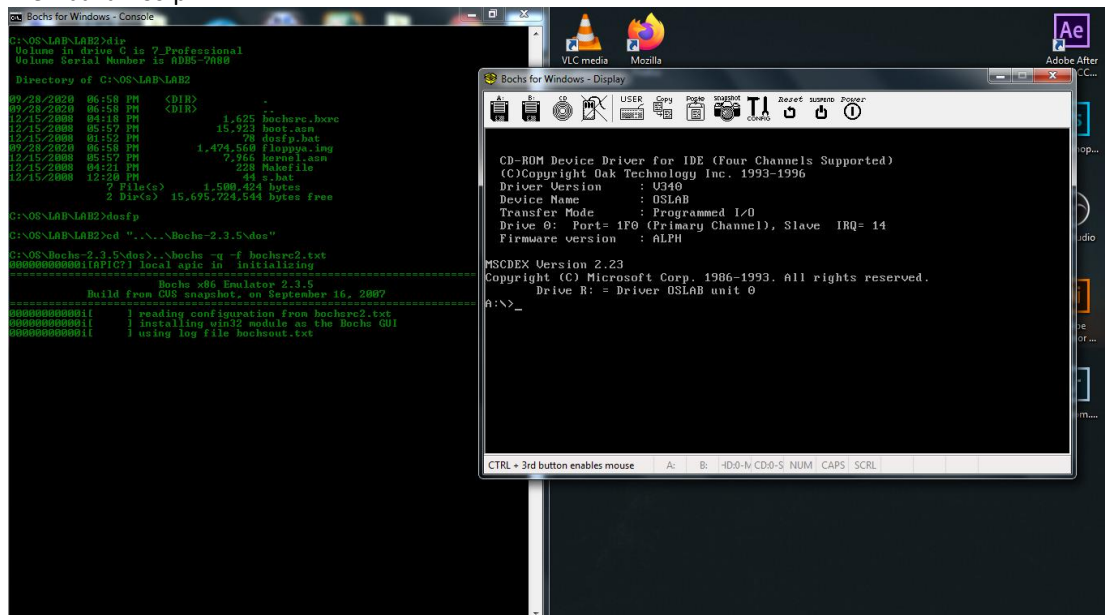 Bochs for Windows - Console
C:\OS\LAB\LAB2>dir
Volume in drive C is 7_Professional
Volume Serial Number is ADB5-7A80
Directory of C:\OS\LAB\LAB2
09/28/2020 06:58 PM <DIR> .
09/28/2020 06:58 PM <DIR> ..
12/15/2008 04:18 PM 1,625 bochsrc.bxrc
12/15/2008 05:57 PM 15,923 boot.asm
12/15/2008 01:52 PM 78 dosfp.bat
09/28/2020 06:58 PM 1,474,560 floppya.img
12/15/2008 05:57 PM 7,966 kernel.asm
12/15/2008 04:21 PM 228 Makefile
12/15/2008 12:20 PM 44 s.bat
7 File(s) 1,500,424 bytes
2 Dir(s) 15,695,724,544 bytes free
C:\OS\LAB\LAB2>dosfp
C:\OS\LAB\LAB2>cd "..\..\Bochs-2.3.5\dos"
C:\OS\Bochs-2.3.5\dos>..\bochs -q -f bochsrc2.txt
00000000000i[APIC?] local apic in initializing
========================================================================
Bochs x86 Emulator 2.3.5
Build from CVS snapshot, on September 16, 2007
========================================================================
00000000000i[ ] reading configuration from bochsrc2.txt
00000000000i[ ] installing win32 module as the Bochs GUI
00000000000i[ ] using log file bochsout.txt
VLC media
Mozilla
Ae
Adobe After
CC...
Bochs for Windows - Display
A:
B:
CD
USER
Copy
Paste
snapshot
CONFIG
Reset
SUSPEND
Power
CD-ROM Device Driver for IDE (Four Channels Supported)
(C)Copyright Oak Technology Inc. 1993-1996
Driver Version : V340
Device Name : OSLAB
Transfer Mode : Programmed I/O
Drive 0: Port= 1F0 (Primary Channel), Slave IRQ= 14
Firmware version : ALPH
MSCDEX Version 2.23
Copyright (C) Microsoft Corp. 1986-1993. All rights reserved.
Drive R: = Driver OSLAB unit 0
A:\>_
CTRL + 3rd button enables mouse A: B: HD:0-M CD:0-S NUM CAPS SCRL